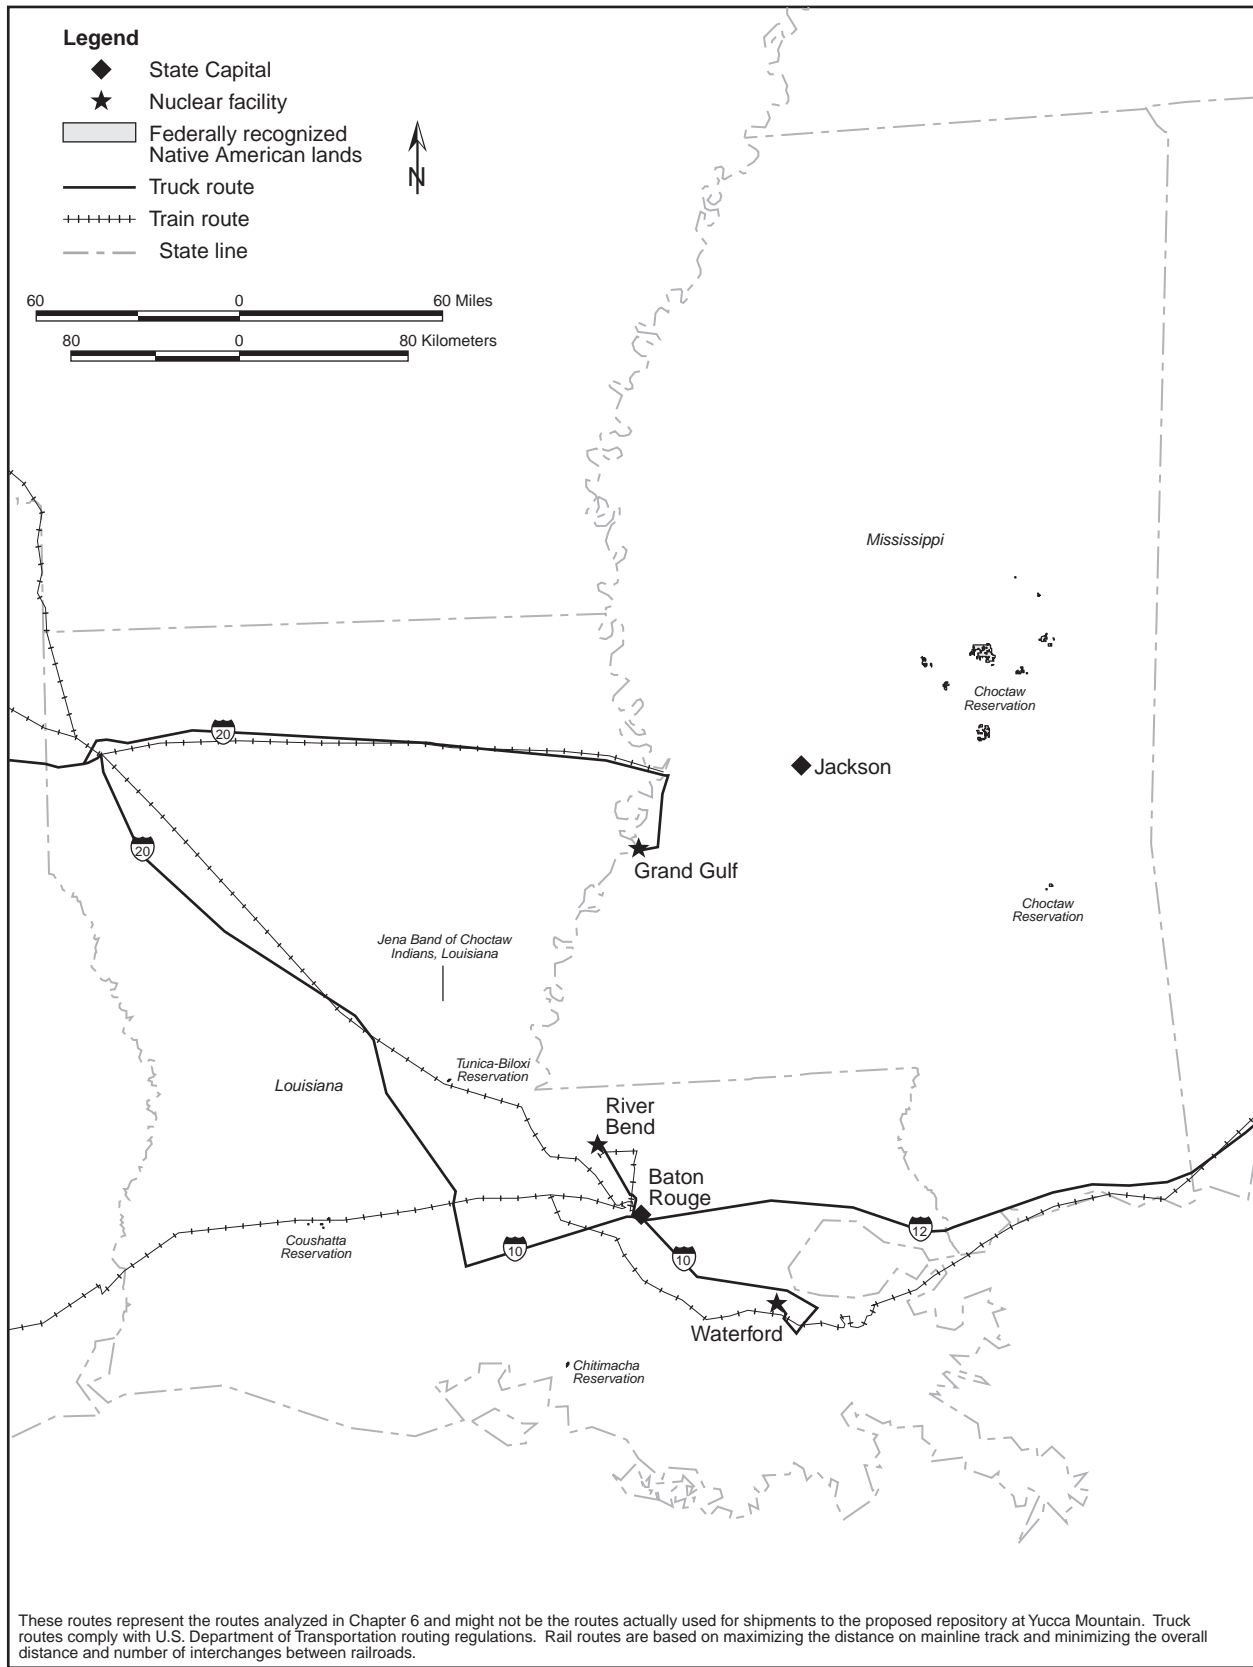 Legend
State Capital
Nuclear facility
Federally recognized
Native American lands
Truck route
Train route
State line
N
60 0 60 Miles
80 0 80 Kilometers
Mississippi
Choctaw
Reservation
20
Jackson
20
Grand Gulf
Choctaw
Reservation
Jena Band of Choctaw
Indians, Louisiana
Tunica-Biloxi
Reservation
Louisiana
River
Bend
Baton
Rouge
Coushatta
Reservation
10
10
12
Waterford
Chitimacha
Reservation
These routes represent the routes analyzed in Chapter 6 and might not be the routes actually used for shipments to the proposed repository at Yucca Mountain. Truck
routes comply with U.S. Department of Transportation routing regulations. Rail routes are based on maximizing the distance on mainline track and minimizing the overall
distance and number of interchanges between railroads.